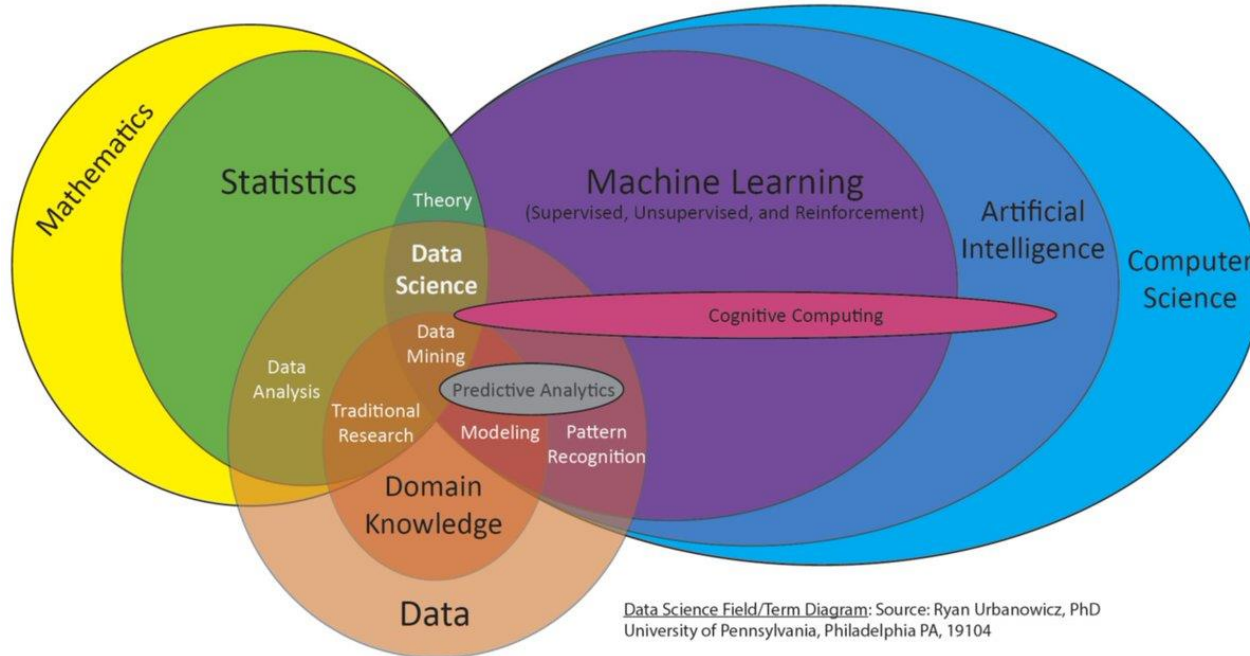 Mathematics
Statistics
Theory
Machine Learning
(Supervised, Unsupervised, and Reinforcement)
Artificial
Intelligence
Computer
Science
Data
Science
Cognitive Computing
Data
Mining
Data
Analysis
Predictive Analytics
Traditional
Research
Modeling
Pattern
Recognition
Domain
Knowledge
Data
Data Science Field/Term Diagram: Source: Ryan Urbanowicz, PhD
University of Pennsylvania, Philadelphia PA, 19104